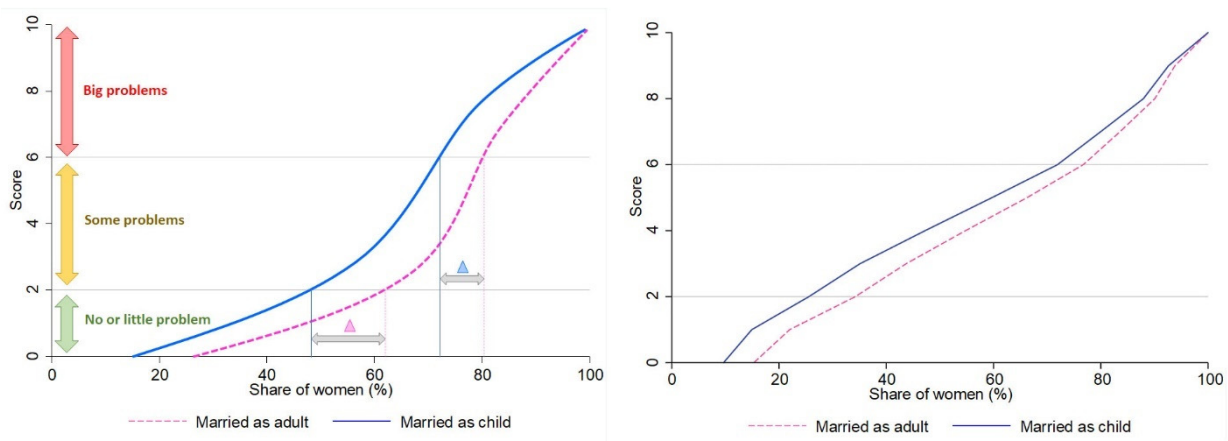 10
8
6
4
2
0
Score
Big problems
Some problems
No or little problem
Δ
Δ
0 20 40 60 80 100
Share of women (%)
Married as adult Married as child
10
8
6
4
2
0
Score
0 20 40 60 80 100
Share of women (%)
Married as adult Married as child